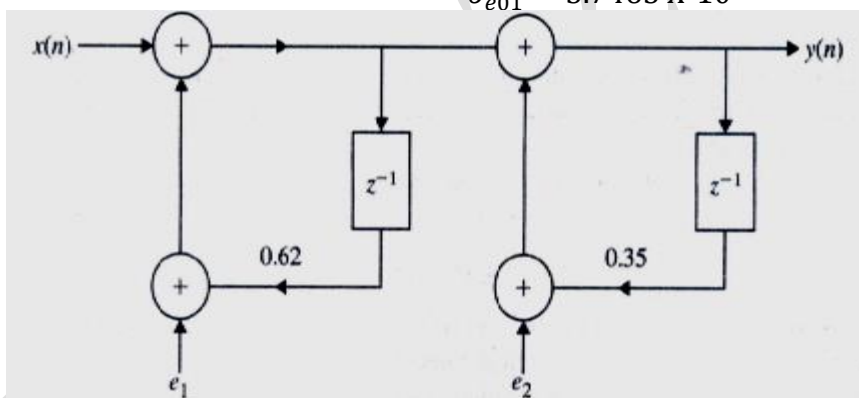 x(n) + + y(n)
z⁻¹ z⁻¹
0.62 0.35
+ +
e₁ e₂